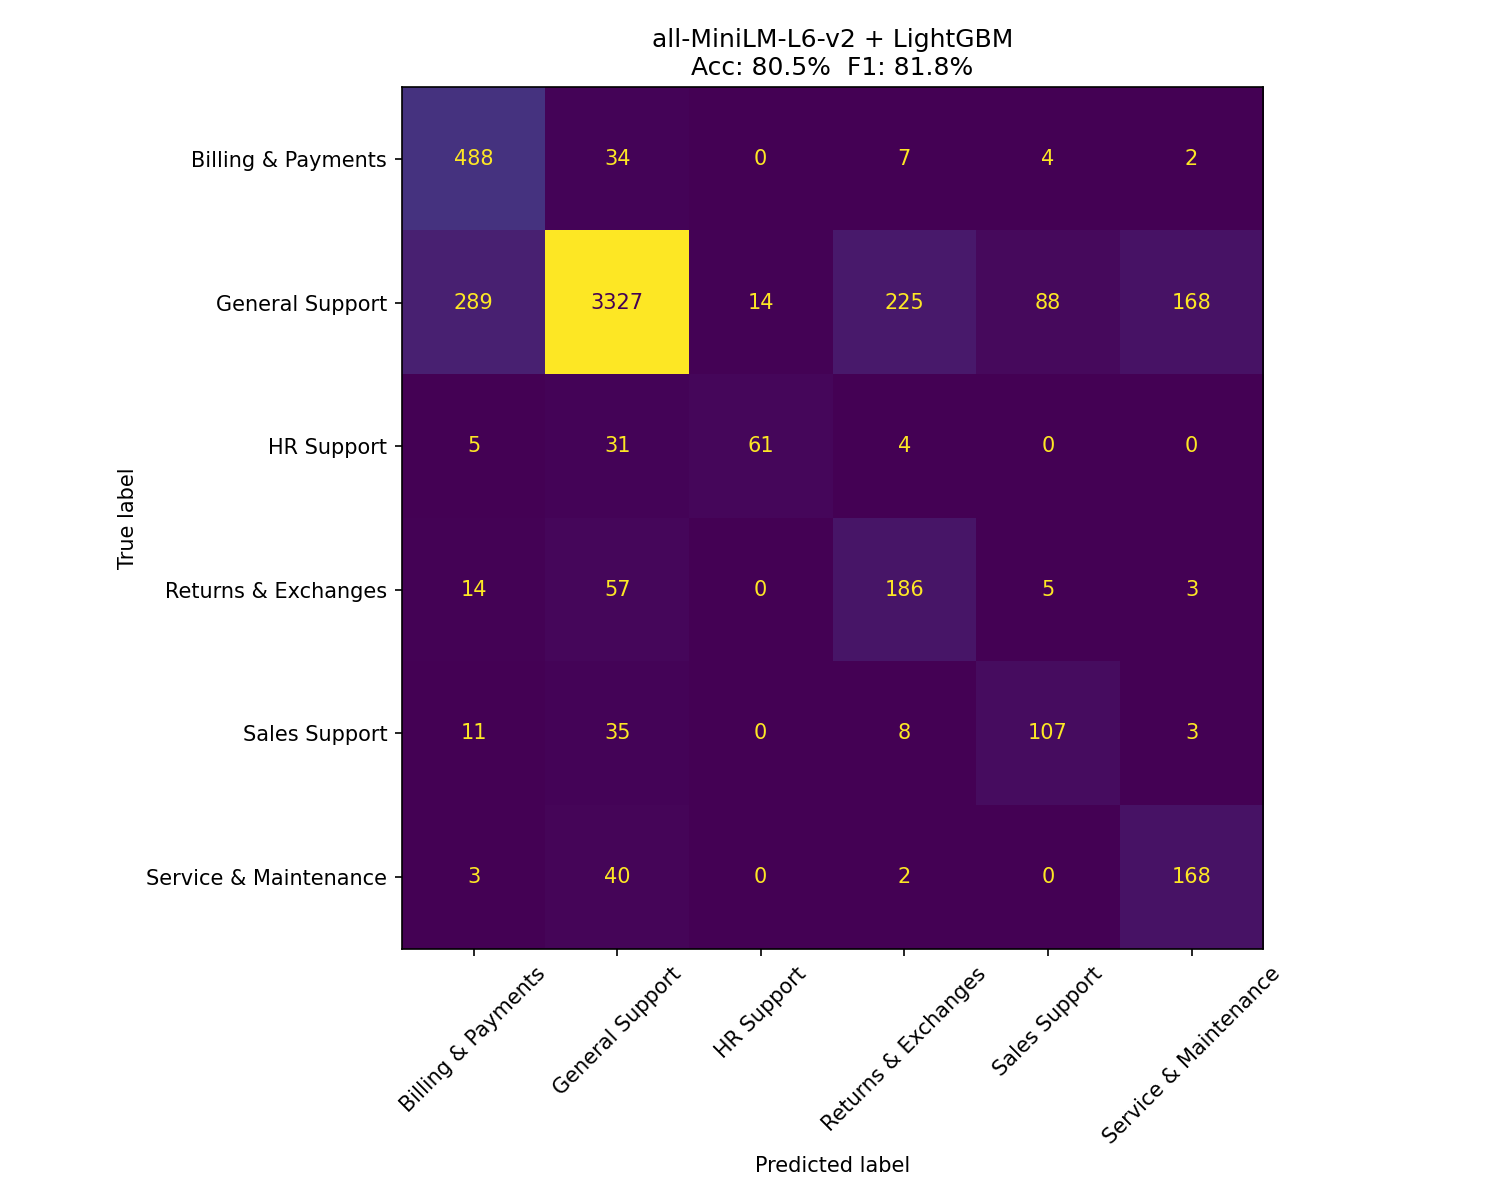 all-MiniLM-L6-v2 + LightGBM
Acc: 80.5%  F1: 81.8%
True label
Billing & Payments 488 34 0 7 4 2
General Support 289 3327 14 225 88 168
HR Support 5 31 61 4 0 0
Returns & Exchanges 14 57 0 186 5 3
Sales Support 11 35 0 8 107 3
Service & Maintenance 3 40 0 2 0 168
Billing & Payments General Support HR Support Returns & Exchanges Sales Support Service & Maintenance
Predicted label